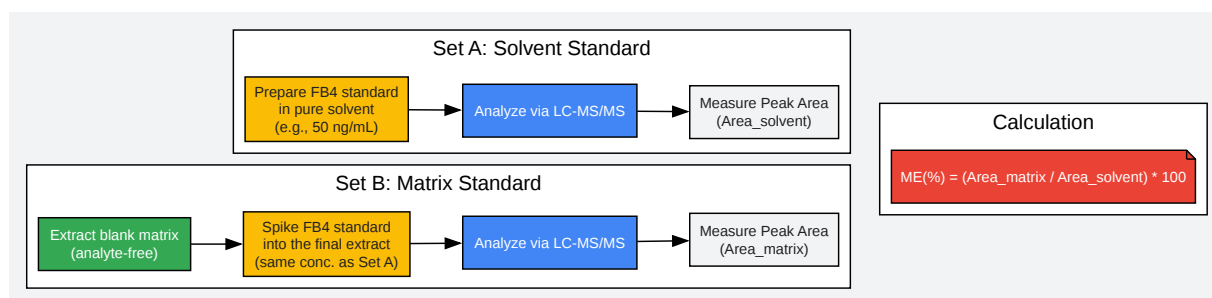 Set A: Solvent Standard
Prepare FB4 standard
in pure solvent
(e.g., 50 ng/mL)
Analyze via LC-MS/MS
Measure Peak Area
(Area_solvent)
Set B: Matrix Standard
Extract blank matrix
(analyte-free)
Spike FB4 standard
into the final extract
(same conc. as Set A)
Analyze via LC-MS/MS
Measure Peak Area
(Area_matrix)
Calculation
ME(%) = (Area_matrix / Area_solvent) * 100